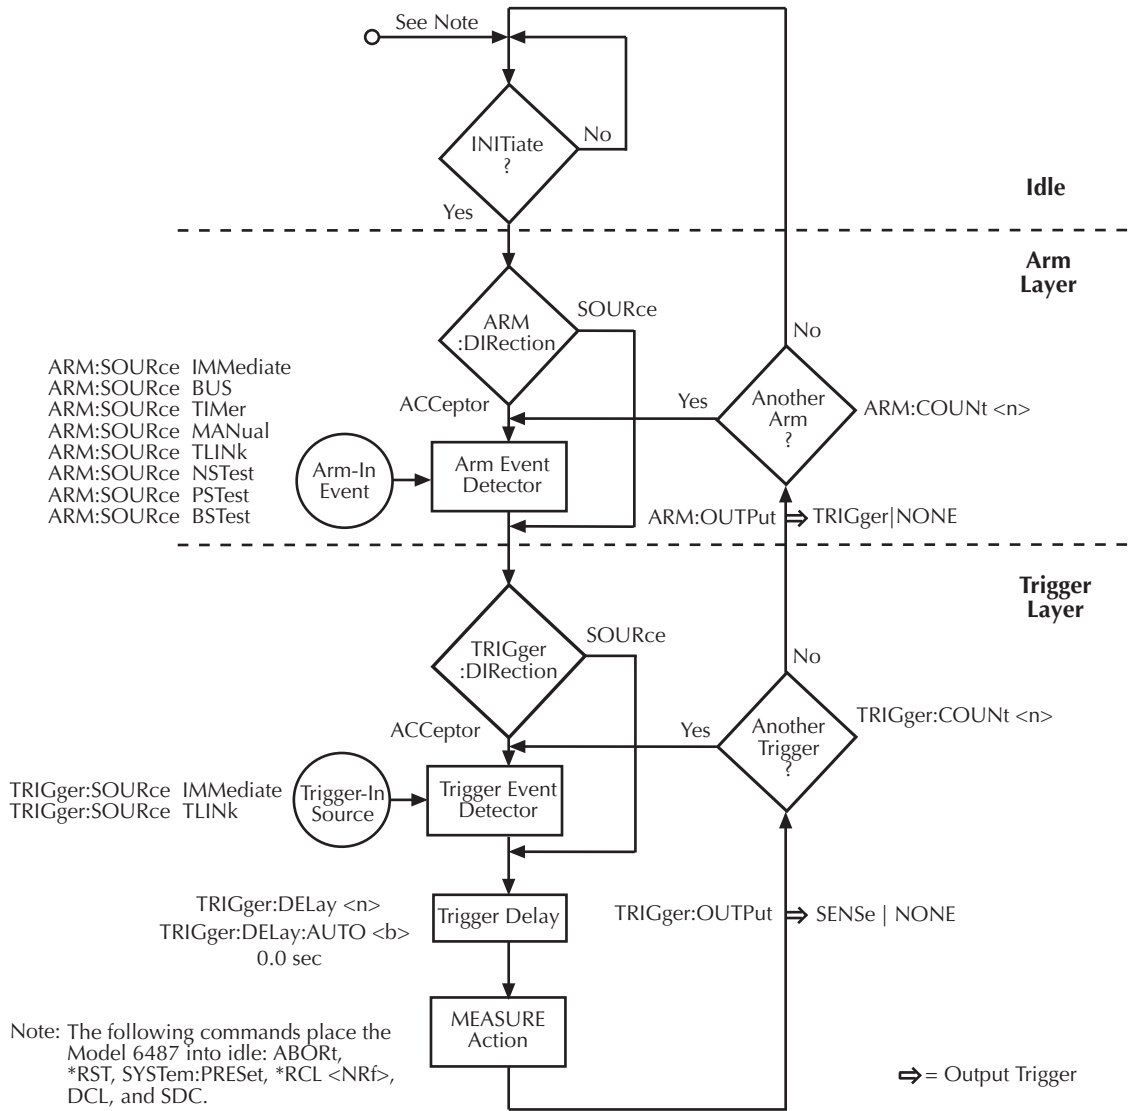 See Note
INITiate
?
No
Yes
Idle
Arm
Layer
ARM
:DIRection
SOURce
ACCeptor
No
Yes
Another
Arm
?
ARM:COUNt <n>
ARM:SOURce IMMediate
ARM:SOURce BUS
ARM:SOURce TIMer
ARM:SOURce MANual
ARM:SOURce TLINk
ARM:SOURce NSTest
ARM:SOURce PSTest
ARM:SOURce BSTest
Arm-In
Event
Arm Event
Detector
ARM:OUTPut ⇨ TRIGger|NONE
Trigger
Layer
TRIGger
:DIRection
SOURce
ACCeptor
No
Yes
Another
Trigger
?
TRIGger:COUNt <n>
TRIGger:SOURce IMMediate
TRIGger:SOURce TLINk
Trigger-In
Source
Trigger Event
Detector
TRIGger:DELay <n>
TRIGger:DELay:AUTO <b>
0.0 sec
Trigger Delay
TRIGger:OUTPut ⇨ SENSe | NONE
MEASURE
Action
Note: The following commands place the
Model 6487 into idle: ABORt,
*RST, SYSTem:PRESet, *RCL <NRf>,
DCL, and SDC.
⇨ = Output Trigger